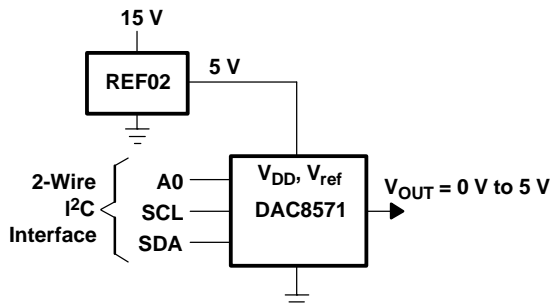 15 V
REF02
5 V
2-Wire
I²C
Interface
A0
SCL
SDA
V_DD, V_ref
DAC8571
V_OUT = 0 V to 5 V